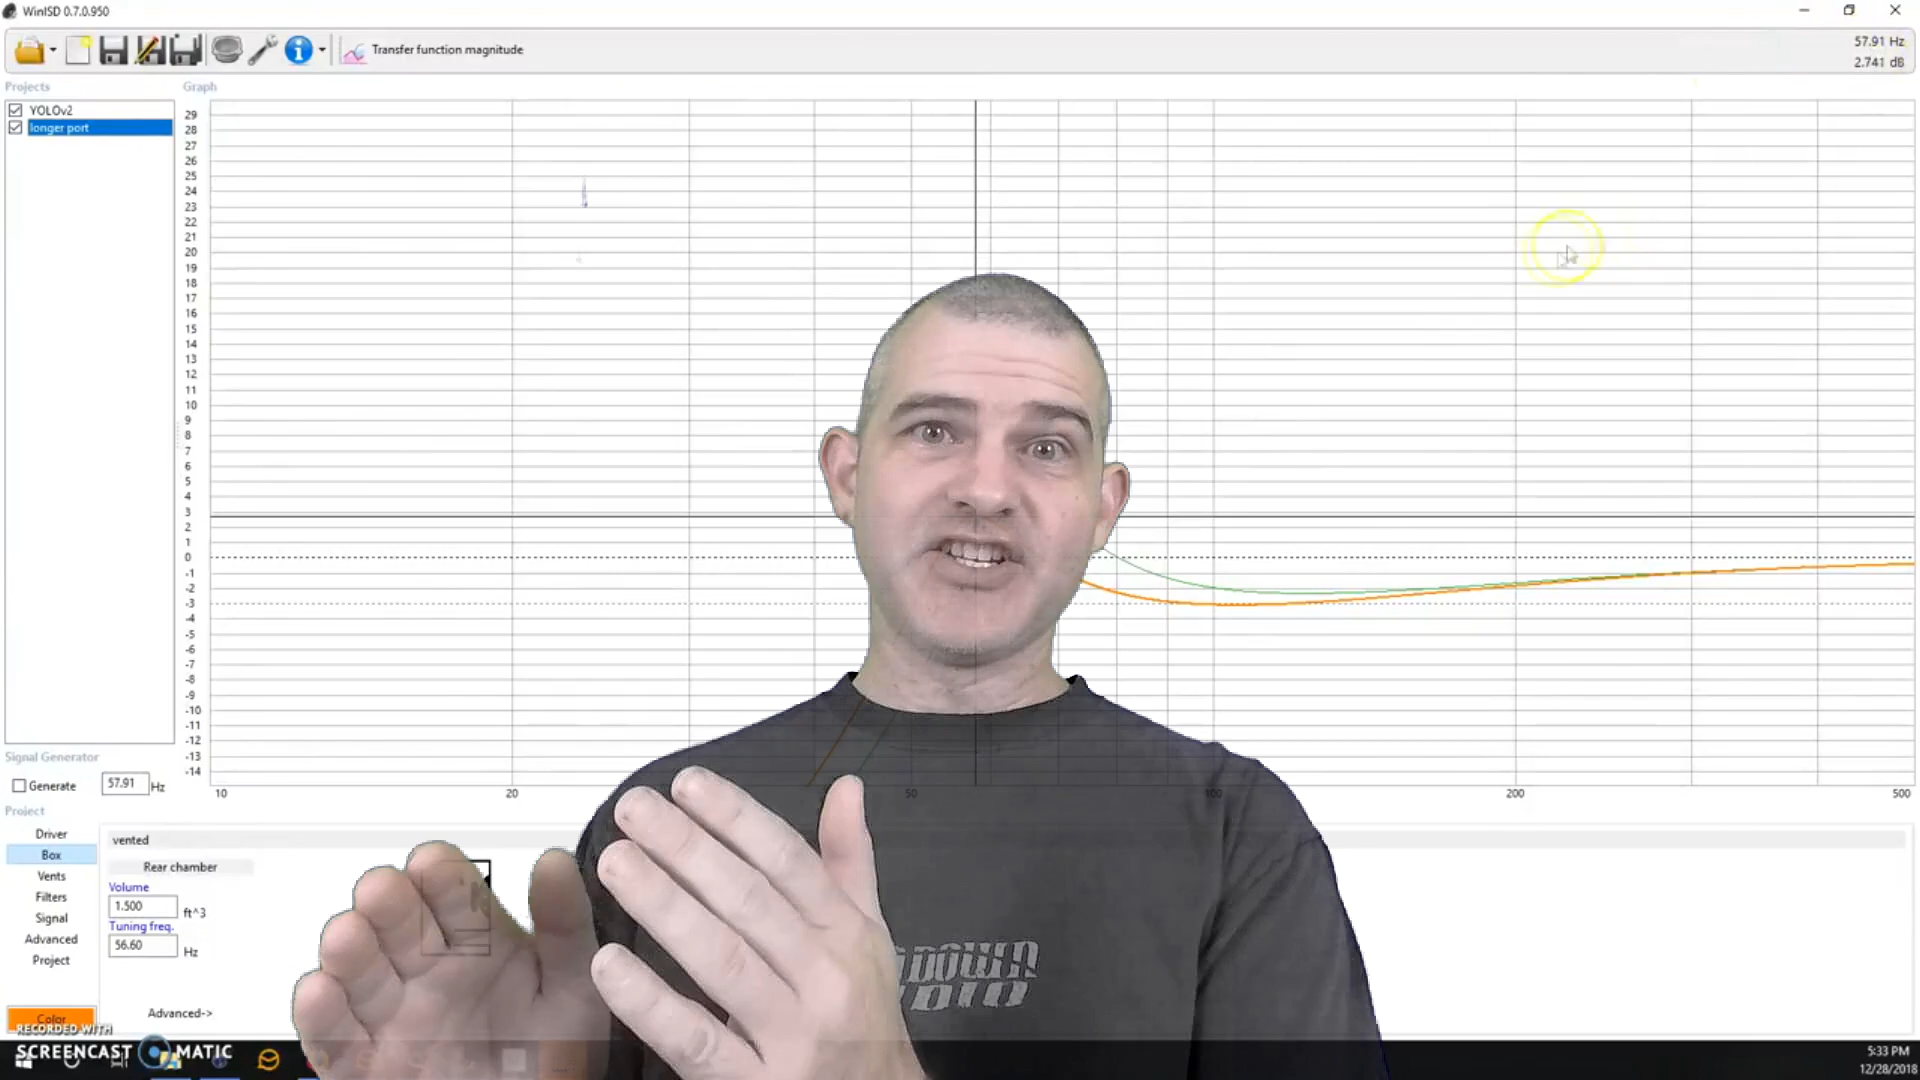 WinISD 0.7.0.950
Transfer function magnitude
57.91 Hz
2.741 dB
Projects
Graph
YOLOv2
longer port
29
28
27
26
25
24
23
22
21
20
19
18
17
16
15
14
13
12
11
10
9
8
7
6
5
4
3
2
1
0
-1
-2
-3
-4
-5
-6
-7
-8
-9
-10
-11
-12
-13
-14
10
20
50
100
200
500
Signal Generator
Generate
57.91
Hz
Project
Driver
Box
Vents
Filters
Signal
Advanced
Project
Color
vented
Rear chamber
Volume
1.500
ft^3
Tuning freq.
56.60
Hz
Advanced->
RECORDED WITH
SCREENCAST MATIC
5:33 PM
12/28/2018